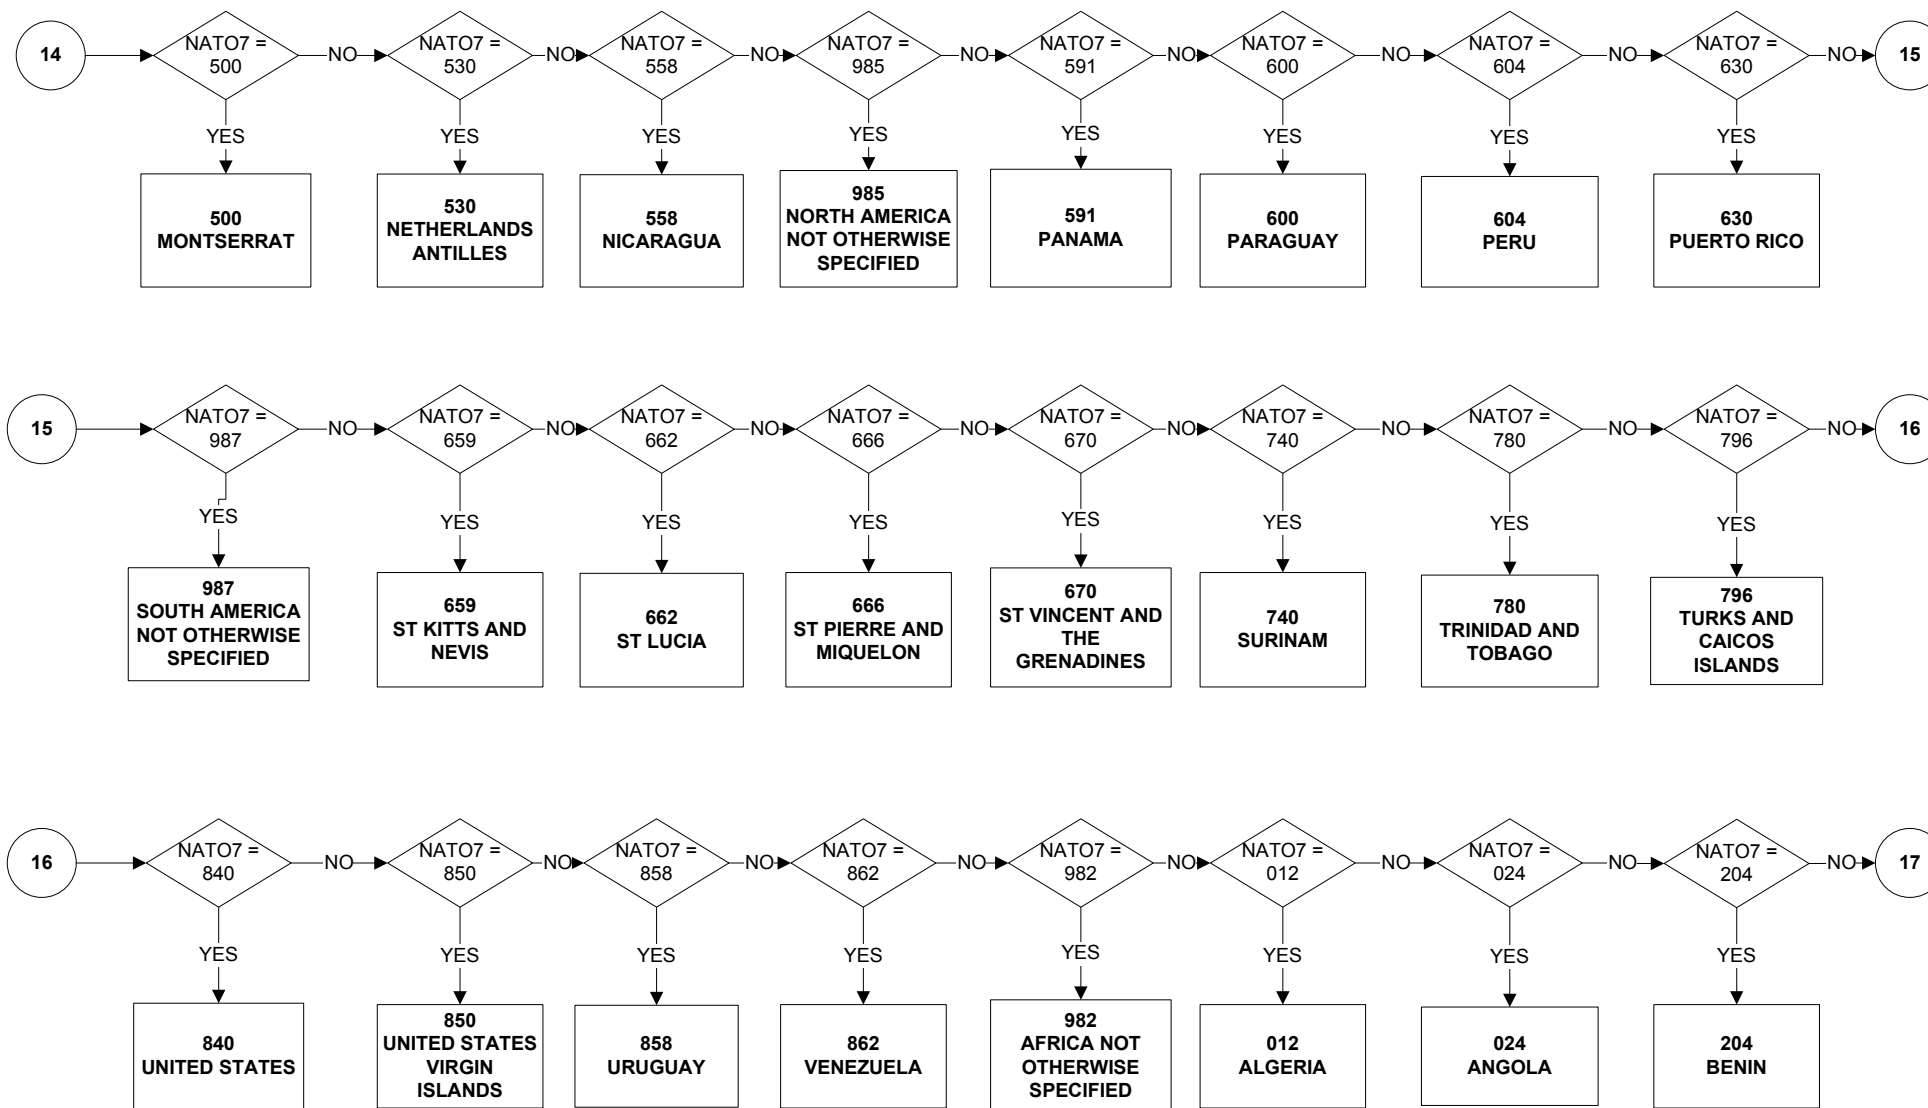 14
NATO7 =
500
NO
NATO7 =
530
NO
NATO7 =
558
NO
NATO7 =
985
NO
NATO7 =
591
NO
NATO7 =
600
NO
NATO7 =
604
NO
NATO7 =
630
NO
15
YES
YES
YES
YES
YES
YES
YES
YES
500
MONTSERRAT
530
NETHERLANDS
ANTILLES
558
NICARAGUA
985
NORTH AMERICA
NOT OTHERWISE
SPECIFIED
591
PANAMA
600
PARAGUAY
604
PERU
630
PUERTO RICO
15
NATO7 =
987
NO
NATO7 =
659
NO
NATO7 =
662
NO
NATO7 =
666
NO
NATO7 =
670
NO
NATO7 =
740
NO
NATO7 =
780
NO
NATO7 =
796
NO
16
YES
YES
YES
YES
YES
YES
YES
YES
987
SOUTH AMERICA
NOT OTHERWISE
SPECIFIED
659
ST KITTS AND
NEVIS
662
ST LUCIA
666
ST PIERRE AND
MIQUELON
670
ST VINCENT AND
THE
GRENADINES
740
SURINAM
780
TRINIDAD AND
TOBAGO
796
TURKS AND
CAICOS
ISLANDS
16
NATO7 =
840
NO
NATO7 =
850
NO
NATO7 =
858
NO
NATO7 =
862
NO
NATO7 =
982
NO
NATO7 =
012
NO
NATO7 =
024
NO
NATO7 =
204
NO
17
YES
YES
YES
YES
YES
YES
YES
YES
840
UNITED STATES
850
UNITED STATES
VIRGIN
ISLANDS
858
URUGUAY
862
VENEZUELA
982
AFRICA NOT
OTHERWISE
SPECIFIED
012
ALGERIA
024
ANGOLA
204
BENIN